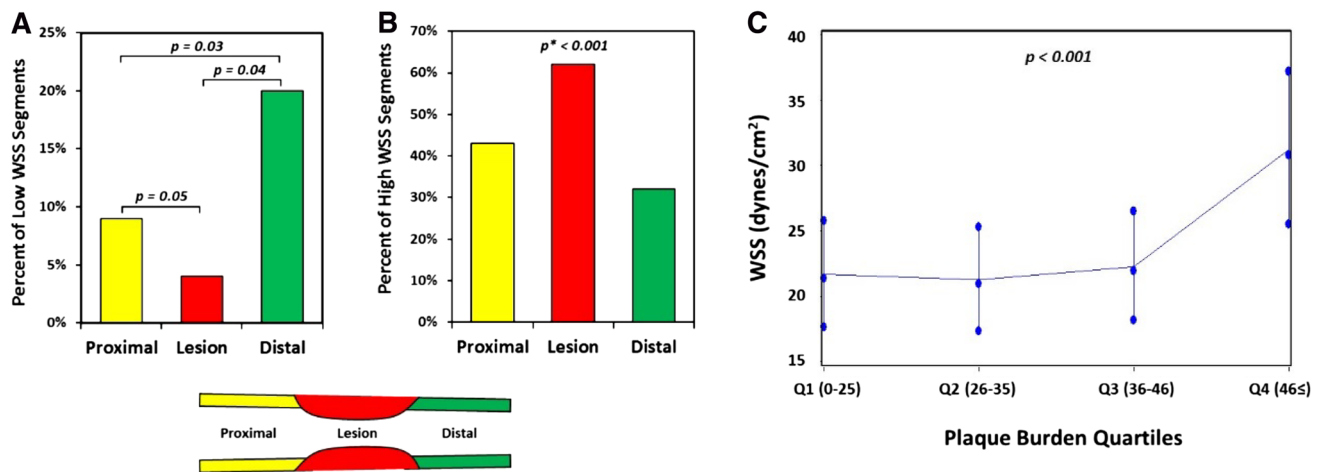 A
25%
20%
15%
10%
5%
0%
Percent of Low WSS Segments
p = 0.03
p = 0.04
p = 0.05
Proximal Lesion Distal
B
70%
60%
50%
40%
30%
20%
10%
0%
Percent of High WSS Segments
p* < 0.001
Proximal Lesion Distal
Proximal Lesion Distal
C
40
35
30
25
20
15
WSS (dynes/cm²)
p < 0.001
Q1 (0-25) Q2 (26-35) Q3 (36-46) Q4 (46≤)
Plaque Burden Quartiles